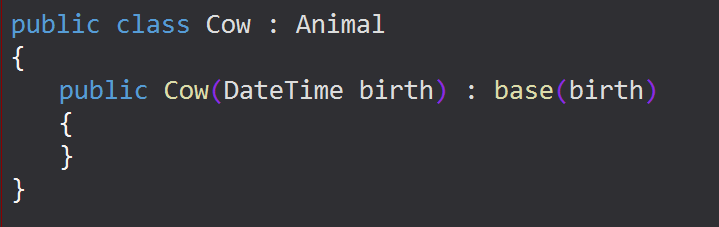 public class Cow : Animal
{
public Cow(DateTime birth) : base(birth)
{
}
}